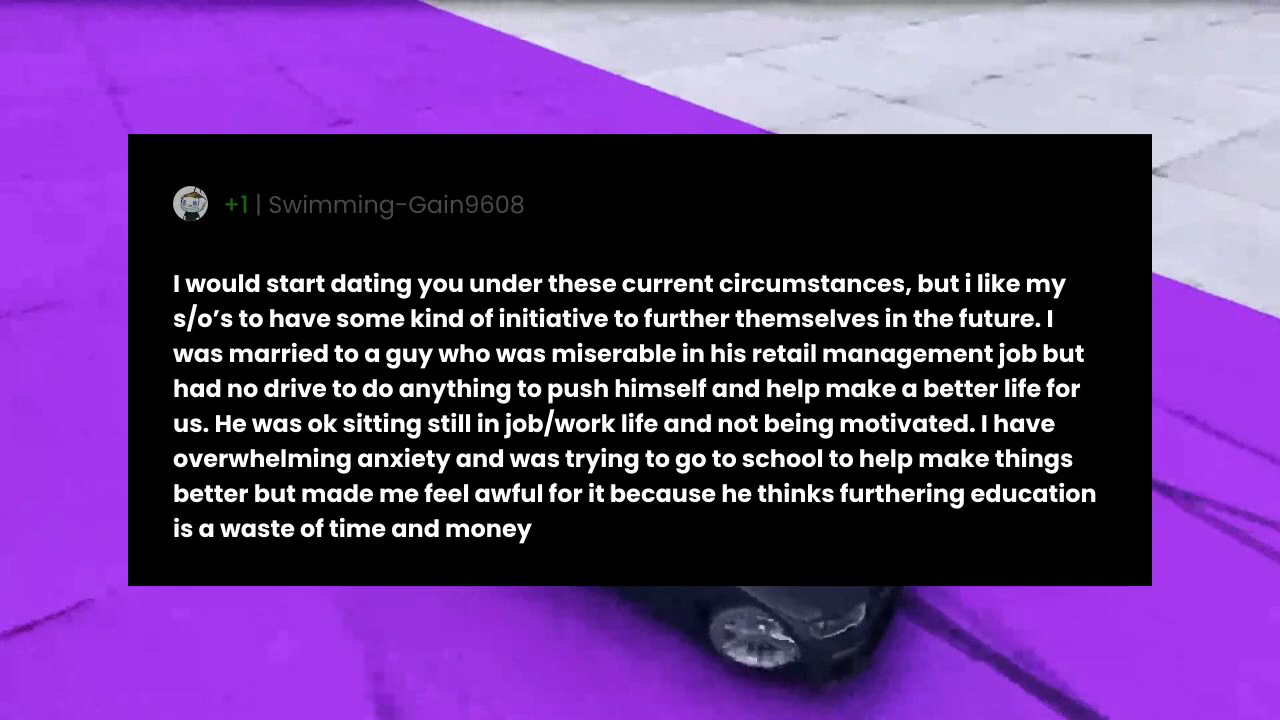 +1 | Swimming-Gain9608
I would start dating you under these current circumstances, but i like my
s/o’s to have some kind of initiative to further themselves in the future. I
was married to a guy who was miserable in his retail management job but
had no drive to do anything to push himself and help make a better life for
us. He was ok sitting still in job/work life and not being motivated. I have
overwhelming anxiety and was trying to go to school to help make things
better but made me feel awful for it because he thinks furthering education
is a waste of time and money